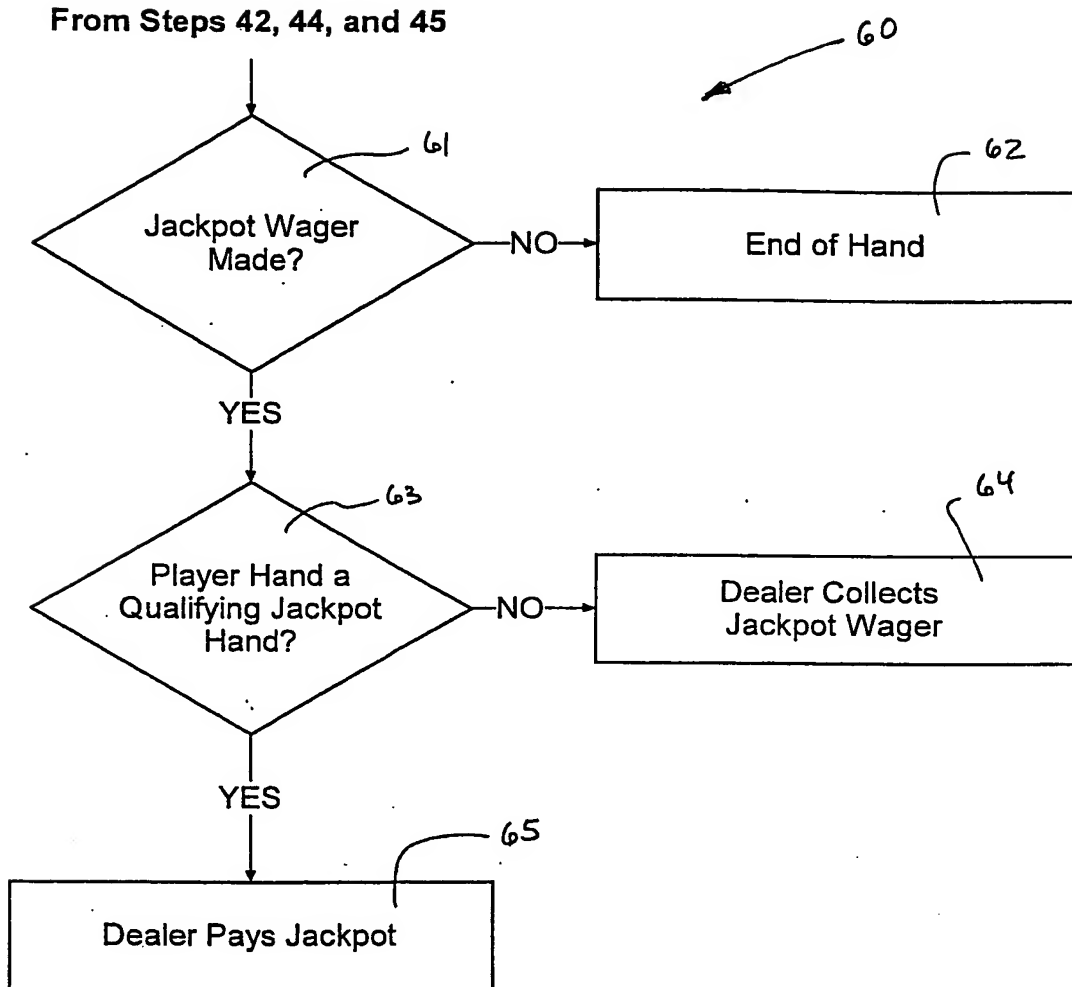 From Steps 42, 44, and 45
60
61
Jackpot Wager
Made?
NO
62
End of Hand
YES
63
Player Hand a
Qualifying Jackpot
Hand?
NO
64
Dealer Collects
Jackpot Wager
YES
65
Dealer Pays Jackpot